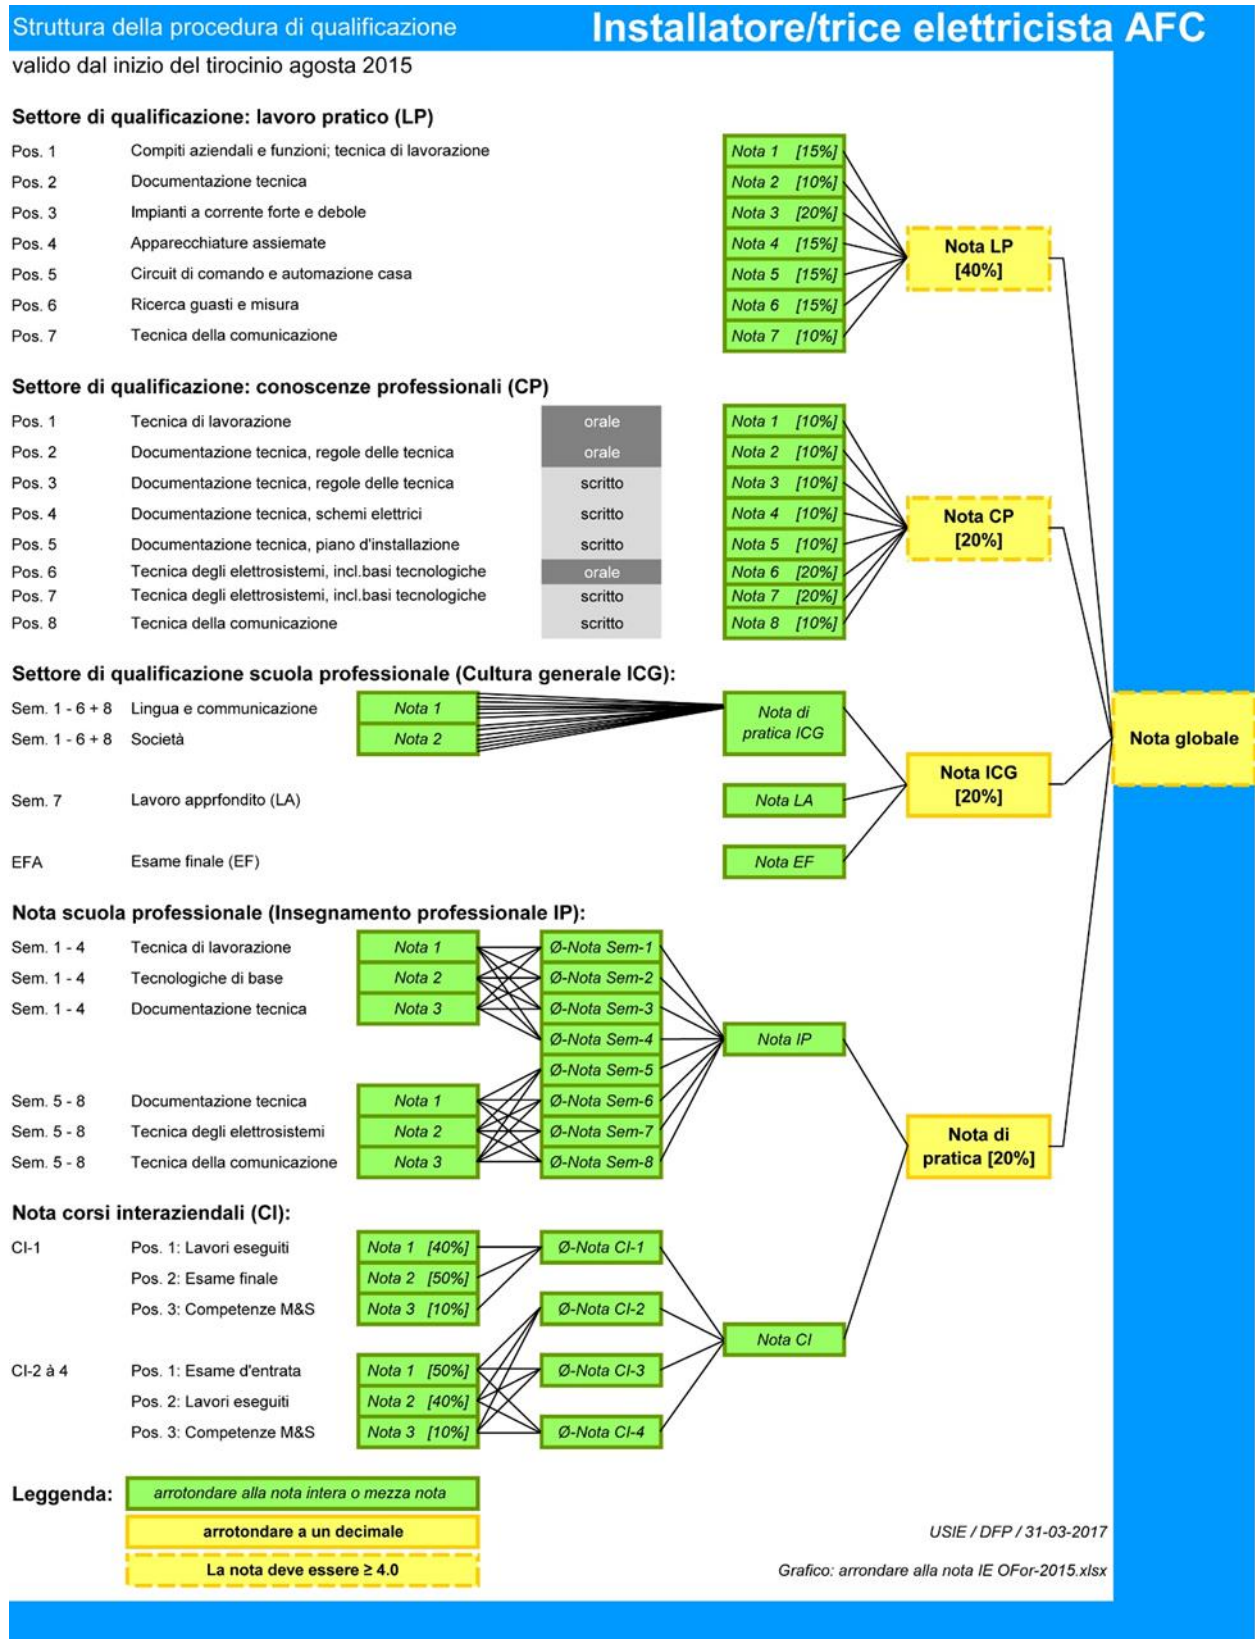 Struttura della procedura di qualificazione Installatore/trice elettricista AFC
valido dal inizio del tirocinio agosta 2015
Settore di qualificazione: lavoro pratico (LP)
Pos. 1 Compiti aziendali e funzioni; tecnica di lavorazione Nota 1 [15%]
Pos. 2 Documentazione tecnica Nota 2 [10%]
Pos. 3 Impianti a corrente forte e debole Nota 3 [20%]
Pos. 4 Apparecchiature assiemate Nota 4 [15%]
Nota LP
[40%]
Pos. 5 Circuit di comando e automazione casa Nota 5 [15%]
Pos. 6 Ricerca guasti e misura Nota 6 [15%]
Pos. 7 Tecnica della comunicazione Nota 7 [10%]
Settore di qualificazione: conoscenze professionali (CP)
Pos. 1 Tecnica di lavorazione orale Nota 1 [10%]
Pos. 2 Documentazione tecnica, regole delle tecnica orale Nota 2 [10%]
Pos. 3 Documentazione tecnica, regole delle tecnica scritto Nota 3 [10%]
Pos. 4 Documentazione tecnica, schemi elettrici scritto Nota 4 [10%]
Nota CP
[20%]
Pos. 5 Documentazione tecnica, piano d'installazione scritto Nota 5 [10%]
Pos. 6 Tecnica degli elettrosistemi, incl.basi tecnologiche orale Nota 6 [20%]
Pos. 7 Tecnica degli elettrosistemi, incl.basi tecnologiche scritto Nota 7 [20%]
Pos. 8 Tecnica della comunicazione scritto Nota 8 [10%]
Settore di qualificazione scuola professionale (Cultura generale ICG):
Sem. 1 - 6 + 8 Lingua e communicazione Nota 1
Nota di
pratica ICG
Sem. 1 - 6 + 8 Società Nota 2
Nota globale
Nota ICG
[20%]
Sem. 7 Lavoro apprfondito (LA) Nota LA
EFA Esame finale (EF) Nota EF
Nota scuola professionale (Insegnamento professionale IP):
Sem. 1 - 4 Tecnica di lavorazione Nota 1 Ø-Nota Sem-1
Sem. 1 - 4 Tecnologiche di base Nota 2 Ø-Nota Sem-2
Sem. 1 - 4 Documentazione tecnica Nota 3 Ø-Nota Sem-3
Ø-Nota Sem-4 Nota IP
Ø-Nota Sem-5
Sem. 5 - 8 Documentazione tecnica Nota 1 Ø-Nota Sem-6
Sem. 5 - 8 Tecnica degli elettrosistemi Nota 2 Ø-Nota Sem-7
Nota di
pratica [20%]
Sem. 5 - 8 Tecnica della comunicazione Nota 3 Ø-Nota Sem-8
Nota corsi interaziendali (CI):
CI-1 Pos. 1: Lavori eseguiti Nota 1 [40%] Ø-Nota CI-1
Pos. 2: Esame finale Nota 2 [50%]
Pos. 3: Competenze M&S Nota 3 [10%] Ø-Nota CI-2
Nota CI
CI-2 à 4 Pos. 1: Esame d'entrata Nota 1 [50%] Ø-Nota CI-3
Pos. 2: Lavori eseguiti Nota 2 [40%]
Pos. 3: Competenze M&S Nota 3 [10%] Ø-Nota CI-4
Leggenda: arrotondare alla nota intera o mezza nota
arrotondare a un decimale USIE / DFP / 31-03-2017
La nota deve essere ≥ 4.0 Grafico: arrondare alla nota IE OFor-2015.xlsx